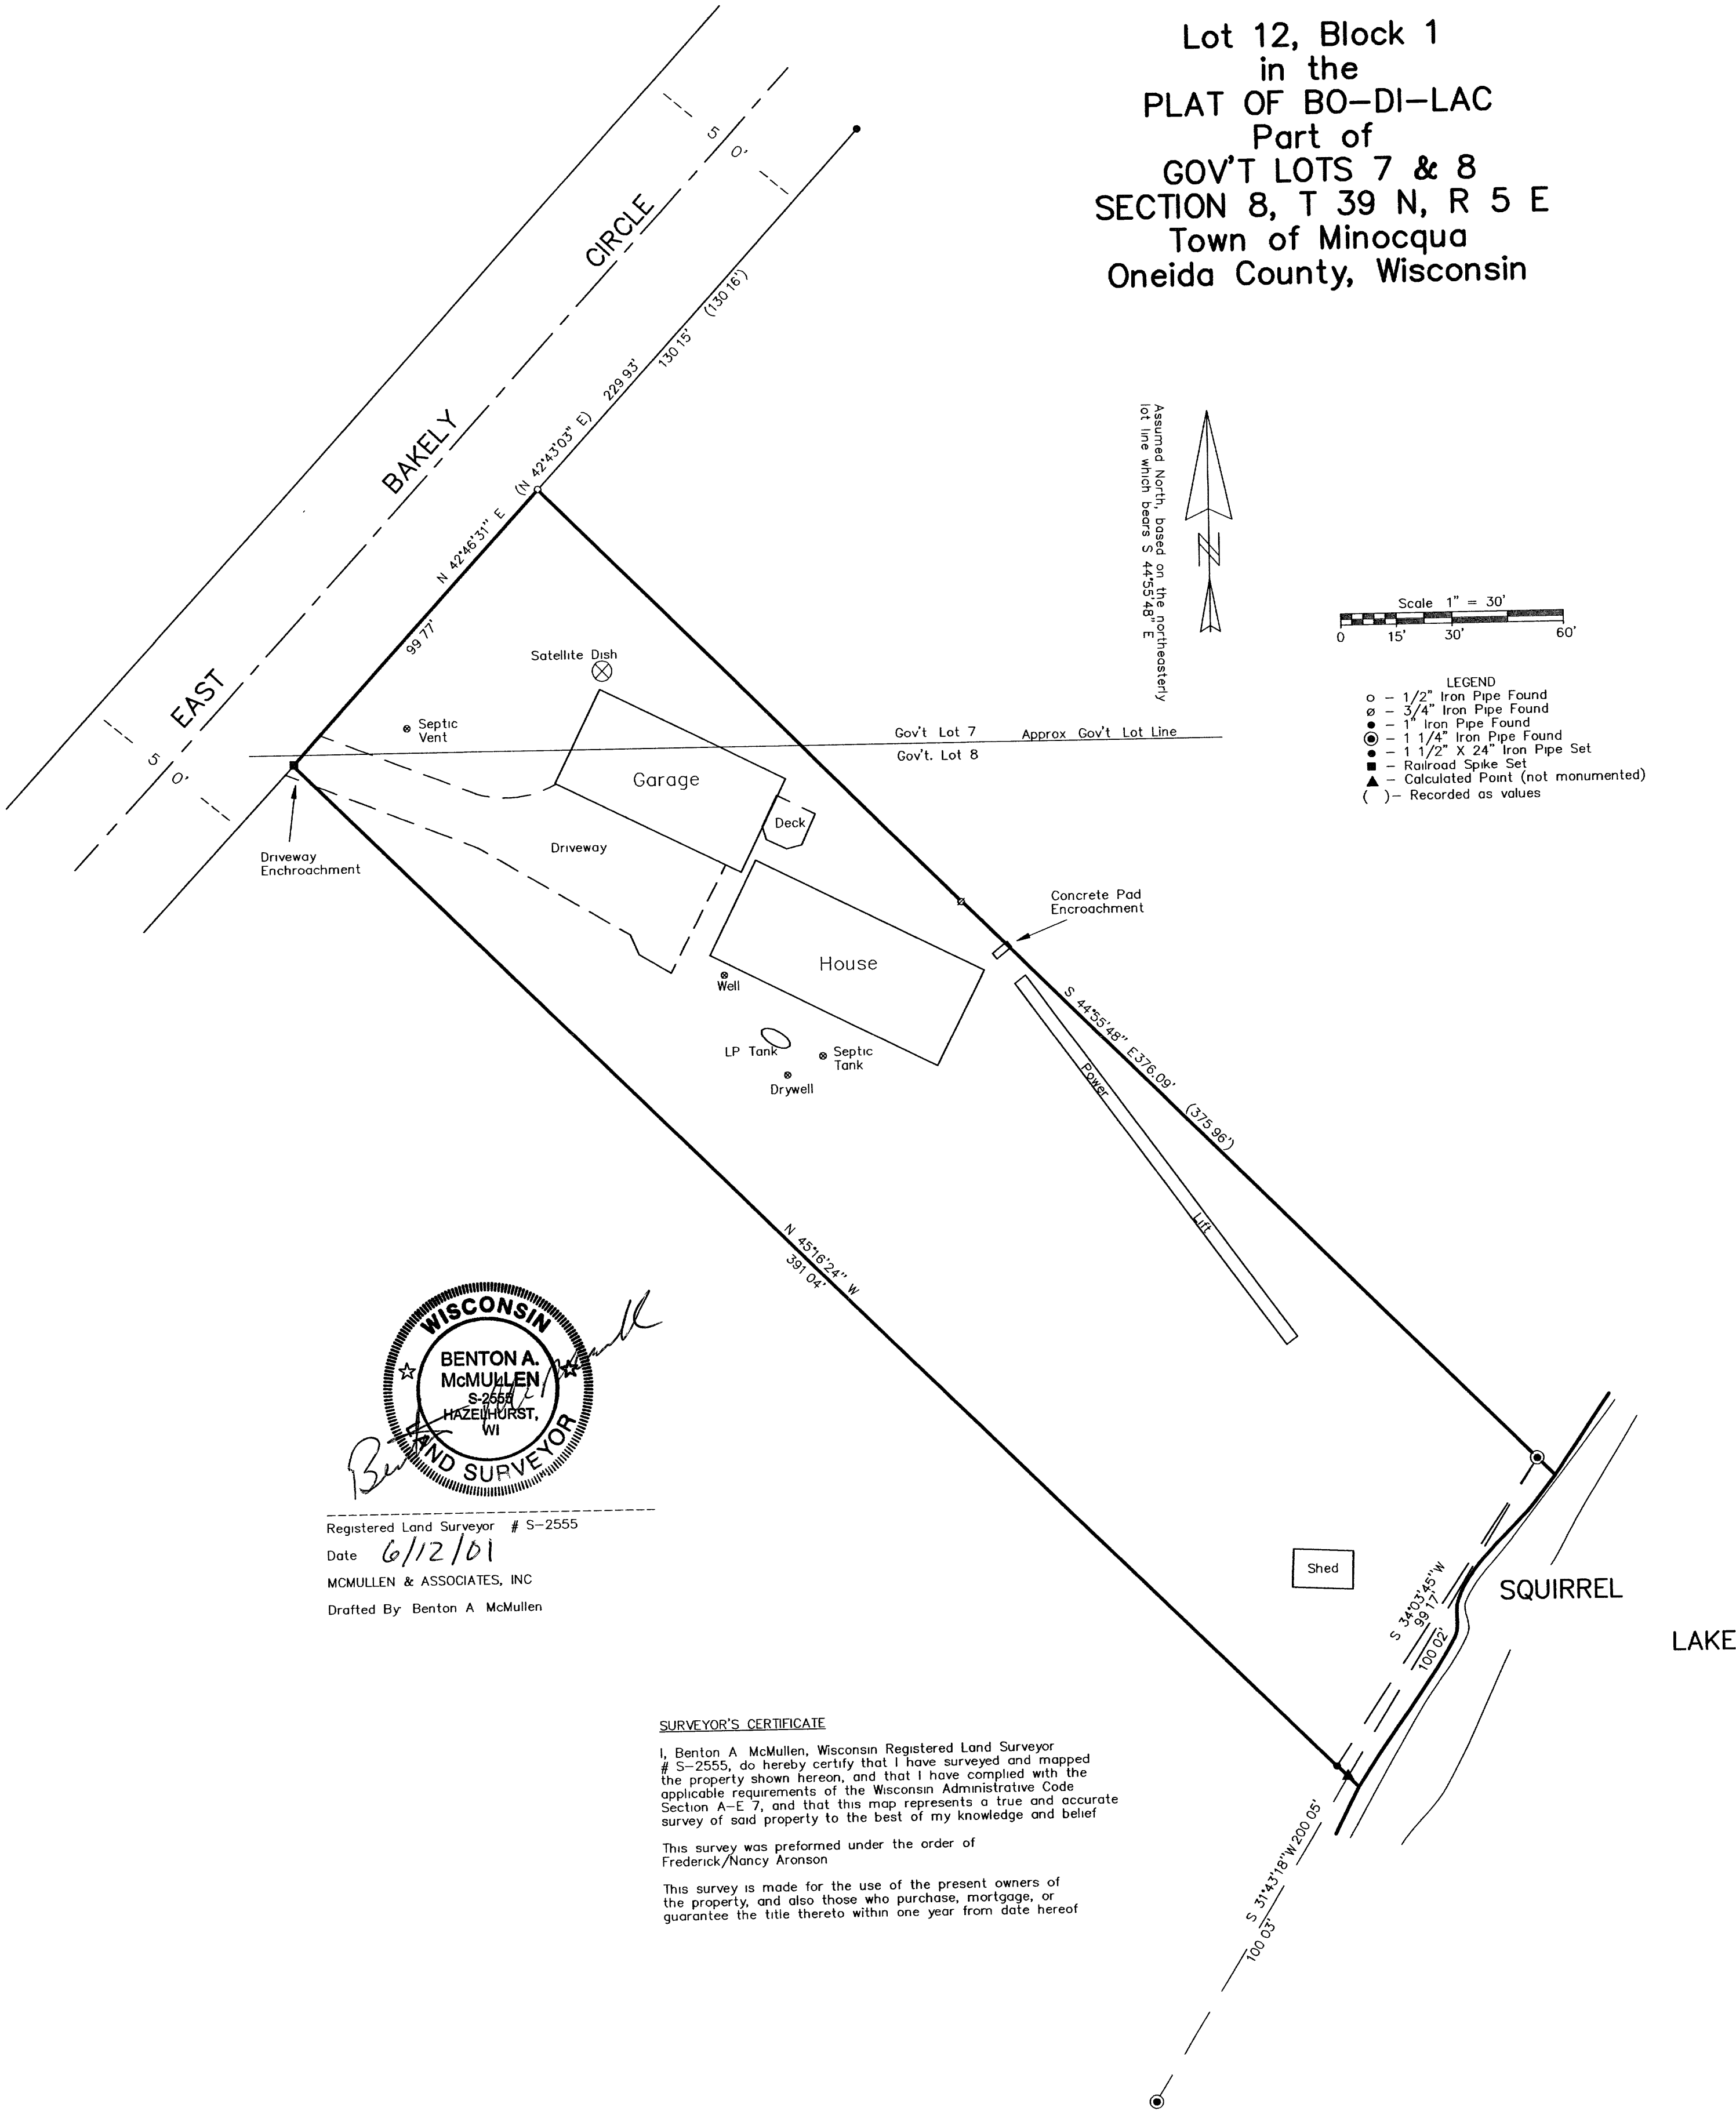 Lot 12, Block 1
in the
PLAT OF BO-DI-LAC
Part of
GOV'T LOTS 7 & 8
SECTION 8, T 39 N, R 5 E
Town of Minocqua
Oneida County, Wisconsin
5 0'
EAST BAKELY CIRCLE
(130 16')
130 15'
229 93'
(N 42°43'03" E)
N 42°46'31" E
99 77'
Assumed North, based on the northeasterly
lot line which bears S 44°55'48" E
N
Scale 1" = 30'
0 15' 30' 60'
LEGEND
- 1/2" Iron Pipe Found
- 3/4" Iron Pipe Found
- 1" Iron Pipe Found
- 1 1/4" Iron Pipe Found
- 1 1/2" X 24" Iron Pipe Set
- Railroad Spike Set
- Calculated Point (not monumented)
( )- Recorded as values
Satellite Dish
Septic
Vent
Gov't Lot 7 Approx Gov't Lot Line
Gov't. Lot 8
Garage
5 0'
Deck
Driveway
Driveway
Enchroachment
Concrete Pad
Encroachment
House
Well
LP Tank
Septic
Tank
Drywell
S 44°55'48" E 376.09'
(375 96')
Power
Lift
N 45°16'24" W
391 04'
WISCONSIN
BENTON A.
McMULLEN
S-2555
HAZELHURST,
WI
LAND SURVEYOR
Benton A McMullen
Registered Land Surveyor # S-2555
Date 6/12/01
MCMULLEN & ASSOCIATES, INC
Drafted By Benton A McMullen
Shed
SQUIRREL
LAKE
S 34°03'45" W
99 17'
100 02'
S 31°43'18" W 200 05'
100 03'
SURVEYOR'S CERTIFICATE
I, Benton A McMullen, Wisconsin Registered Land Surveyor
# S-2555, do hereby certify that I have surveyed and mapped
the property shown hereon, and that I have complied with the
applicable requirements of the Wisconsin Administrative Code
Section A-E 7, and that this map represents a true and accurate
survey of said property to the best of my knowledge and belief
This survey was preformed under the order of
Frederick/Nancy Aronson
This survey is made for the use of the present owners of
the property, and also those who purchase, mortgage, or
guarantee the title thereto within one year from date hereof